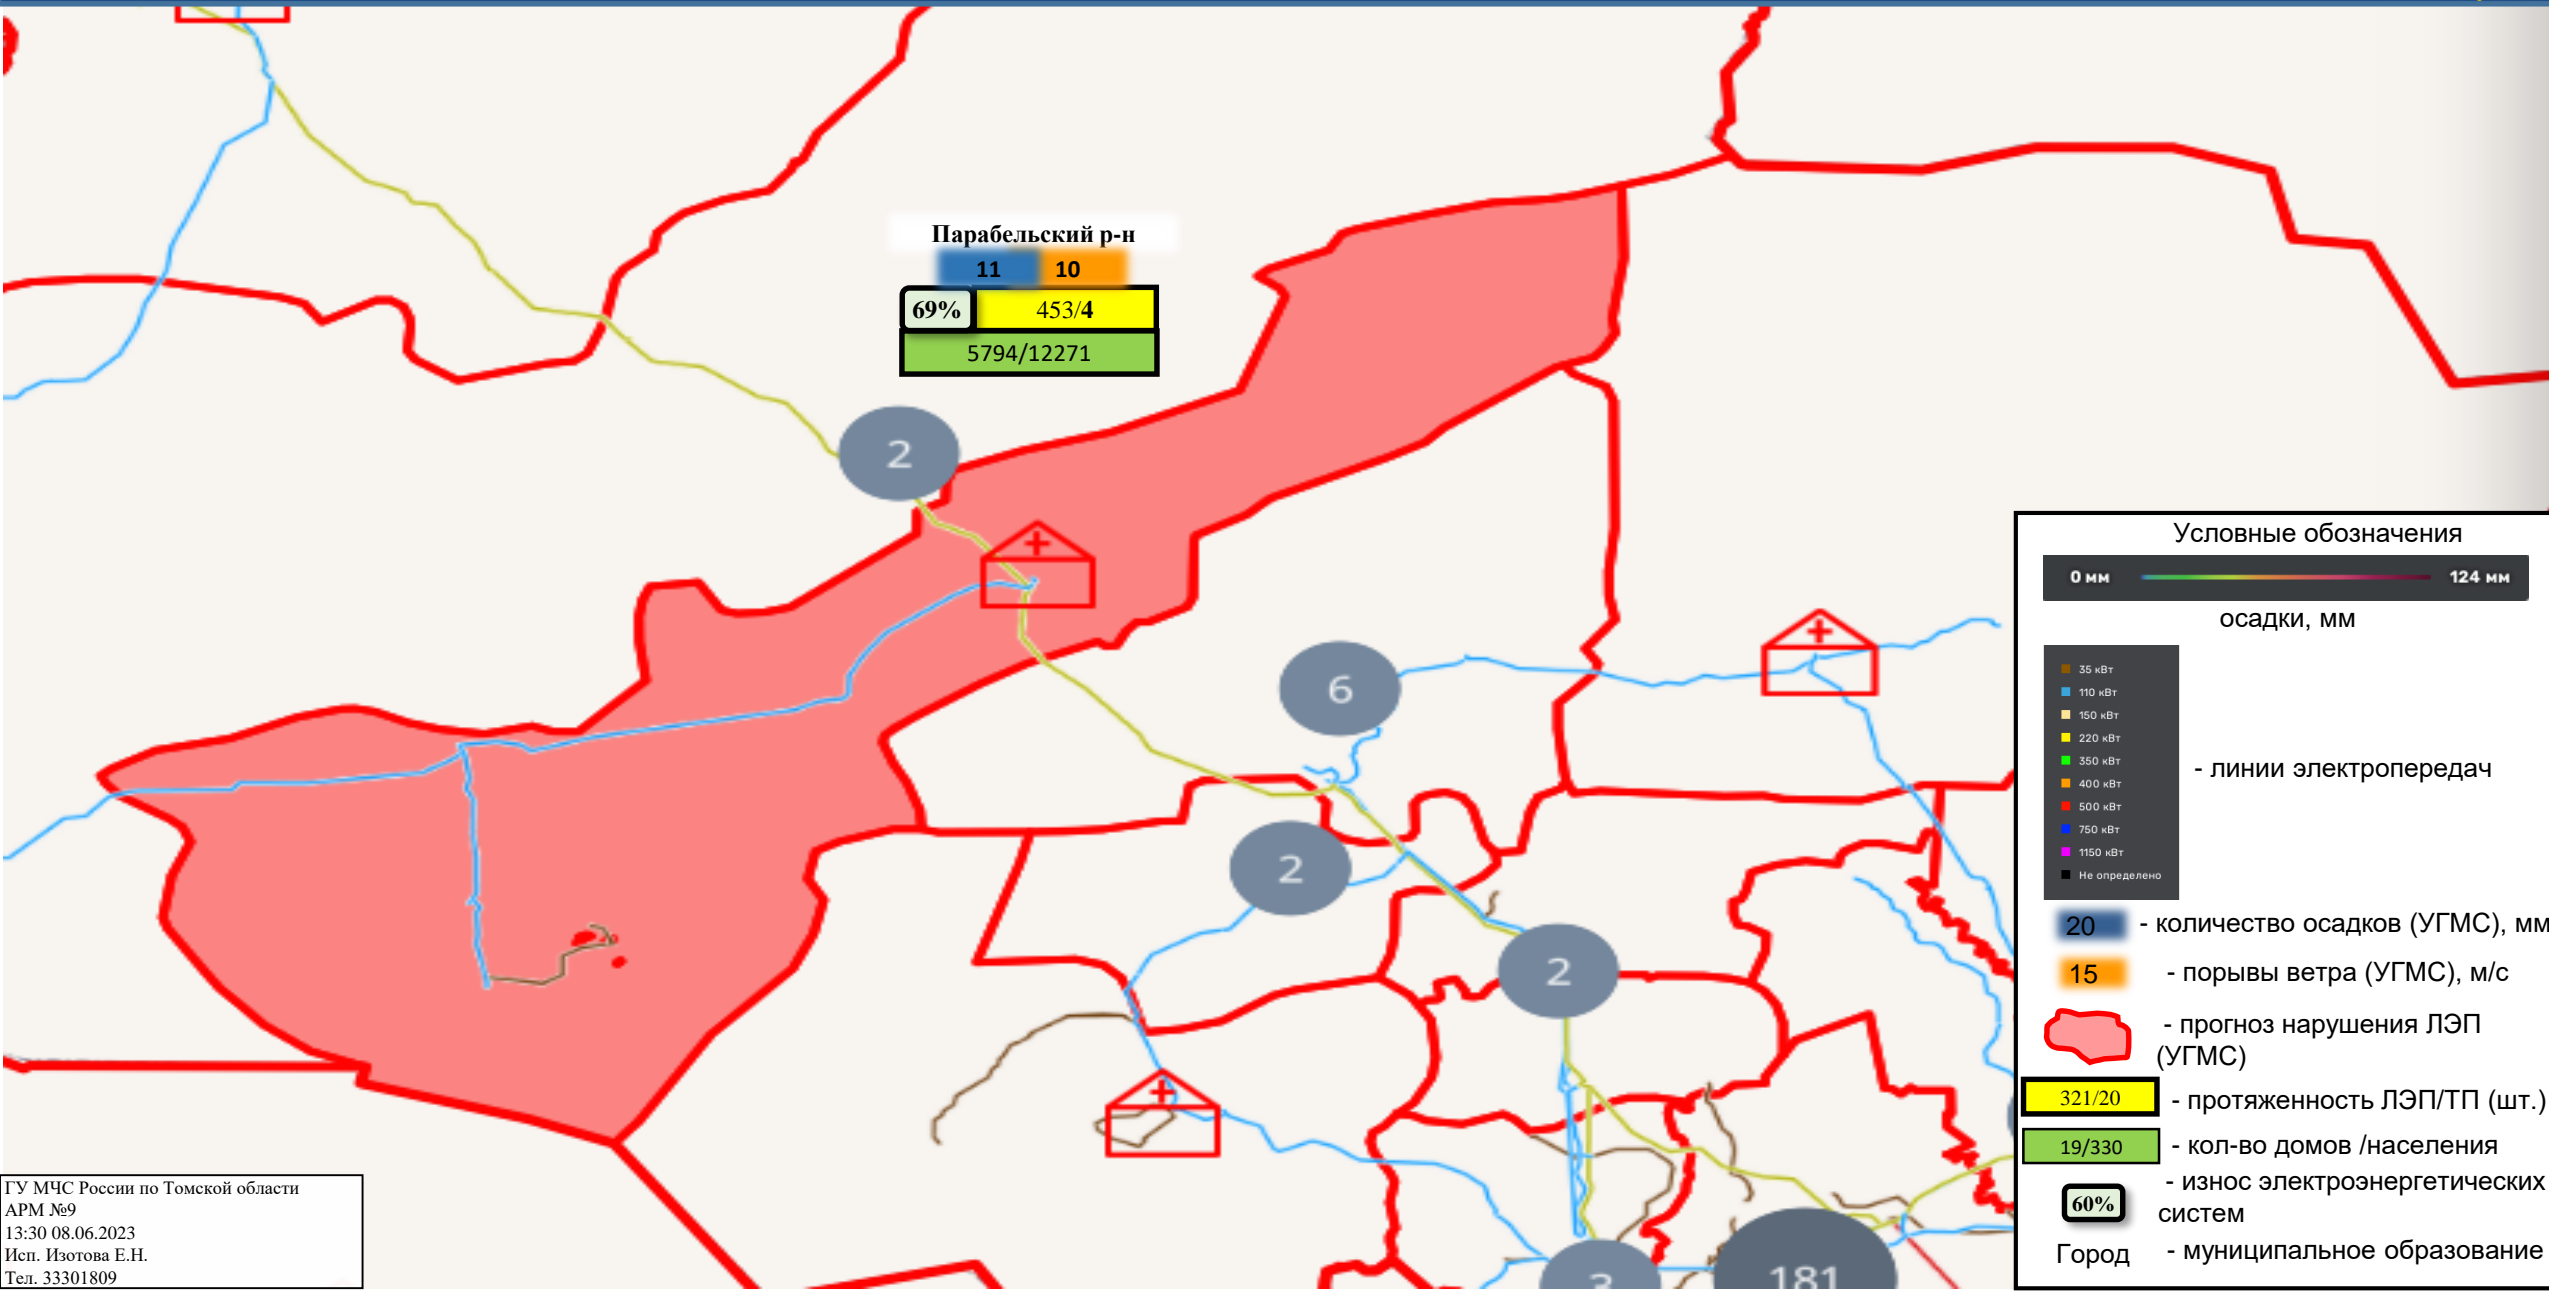 Парабельский р-н
11 10
69% 453/4
5794/12271
2
6
2
2
3
181
Условные обозначения
0 мм 124 мм
осадки, мм
35 кВт
110 кВт
150 кВт
220 кВт
350 кВт
400 кВт
500 кВт
750 кВт
1150 кВт
Не определено
- линии электропередач
20 - количество осадков (УГМС), мм
15 - порывы ветра (УГМС), м/с
- прогноз нарушения ЛЭП
(УГМС)
321/20 - протяженность ЛЭП/ТП (шт.)
19/330 - кол-во домов /населения
60% - износ электроэнергетических
систем
Город - муниципальное образование
ГУ МЧС России по Томской области
АРМ №9
13:30 08.06.2023
Исп. Изотова Е.Н.
Тел. 33301809